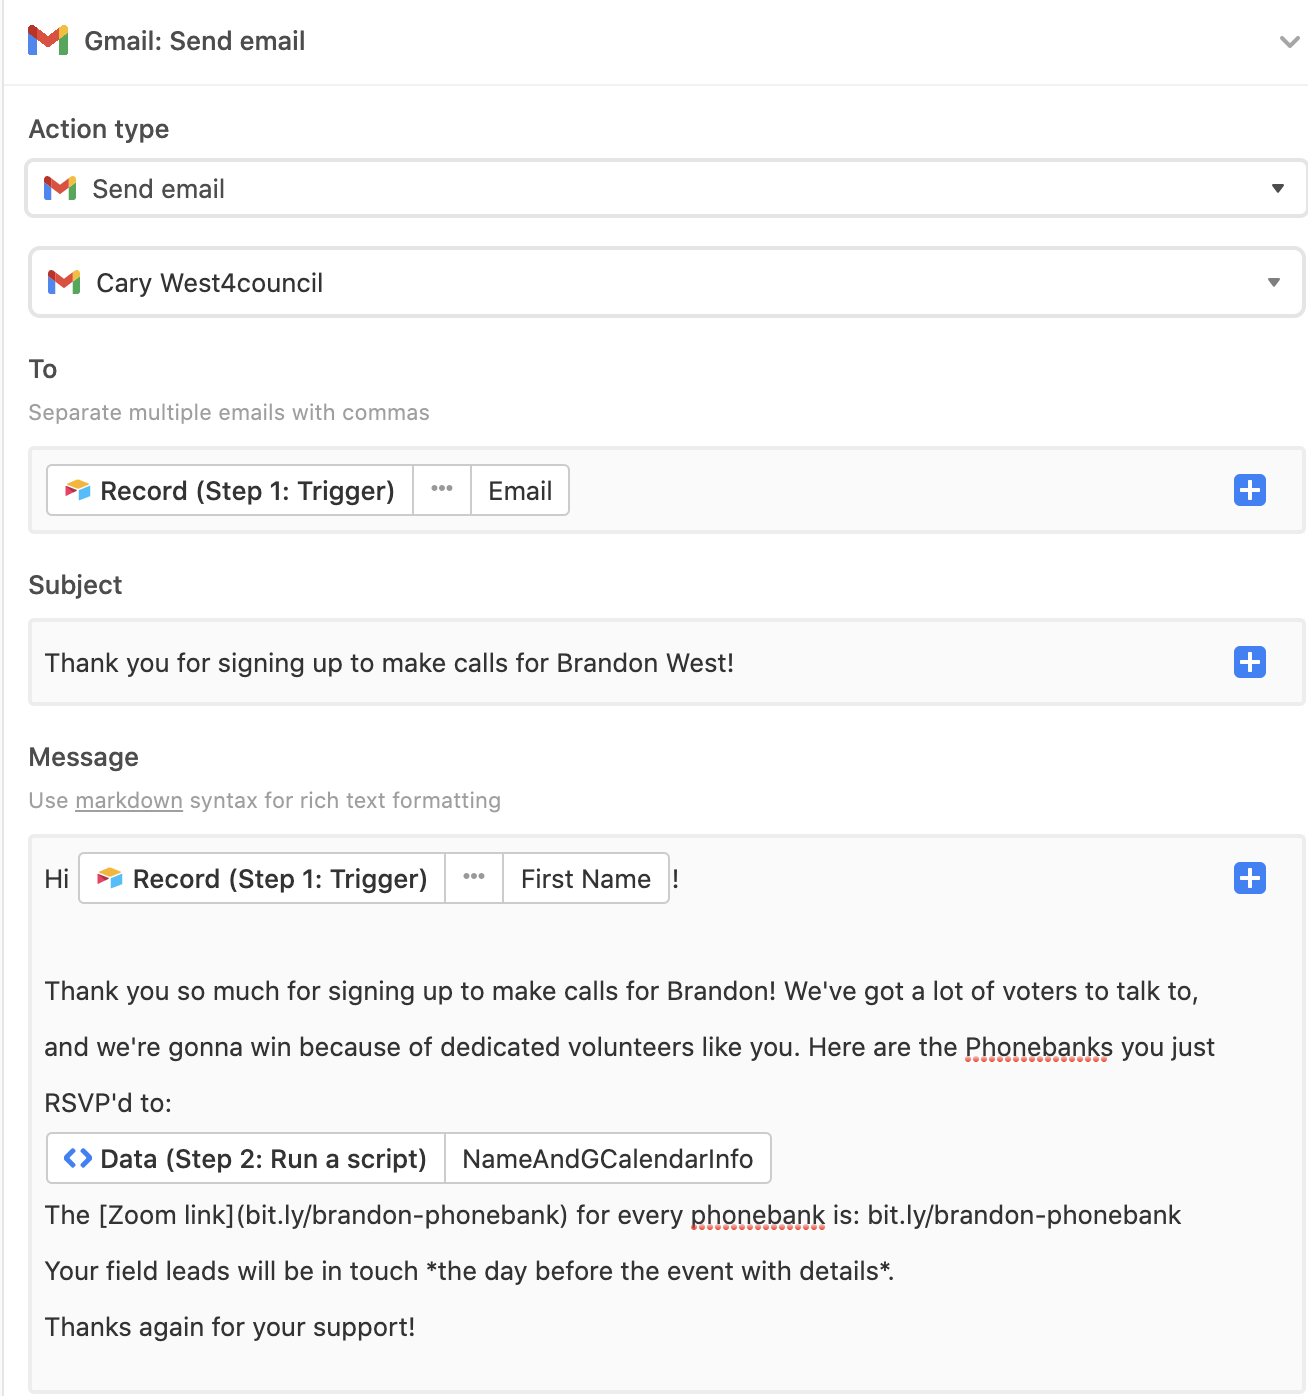 Gmail: Send email
Action type
Send email
Cary West4council
To
Separate multiple emails with commas
Record (Step 1: Trigger) ••• Email
Subject
Thank you for signing up to make calls for Brandon West!
Message
Use markdown syntax for rich text formatting
Hi Record (Step 1: Trigger) ••• First Name !
Thank you so much for signing up to make calls for Brandon! We've got a lot of voters to talk to,
and we're gonna win because of dedicated volunteers like you. Here are the Phonebanks you just
RSVP'd to:
Data (Step 2: Run a script) NameAndGCalendarInfo
The [Zoom link](bit.ly/brandon-phonebank) for every phonebank is: bit.ly/brandon-phonebank
Your field leads will be in touch *the day before the event with details*.
Thanks again for your support!